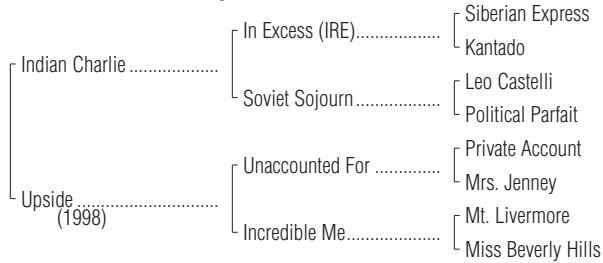 Siberian Express
In Excess (IRE)..................
Kantado
Indian Charlie ...................
Leo Castelli
Soviet Sojourn ..................
Political Parfait
Private Account
Unaccounted For ..............
Mrs. Jenney
Upside ..............................
(1998)
Mt. Livermore
Incredible Me....................
Miss Beverly Hills